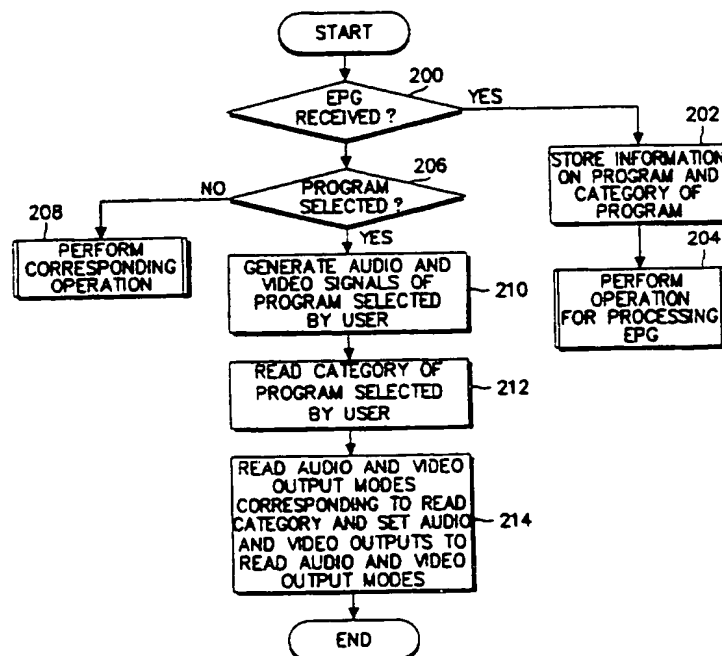 START
200
EPG
RECEIVED ?
YES
202
STORE INFORMATION
ON PROGRAM AND
CATEGORY OF
PROGRAM
206
PROGRAM
SELECTED ?
NO
YES
208
PERFORM
CORRESPONDING
OPERATION
204
PERFORM
OPERATION
FOR PROCESSING
EPG
GENERATE AUDIO AND
VIDEO SIGNALS OF
PROGRAM SELECTED
BY USER
210
READ CATEGORY OF
PROGRAM SELECTED
BY USER
212
READ AUDIO AND VIDEO
OUTPUT MODES
CORRESPONDING TO READ
CATEGORY AND SET AUDIO
AND VIDEO OUTPUTS TO
READ AUDIO AND VIDEO
OUTPUT MODES
214
END